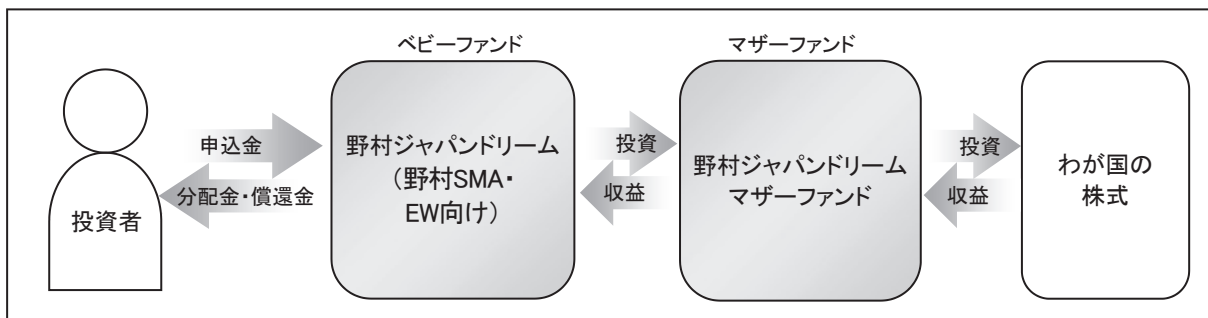 ベビーファンド
マザーファンド
投資者
申込金
分配金・償還金
野村ジャパンドリーム
（野村SMA・
EW向け）
投資
収益
野村ジャパンドリーム
マザーファンド
投資
収益
わが国の
株式